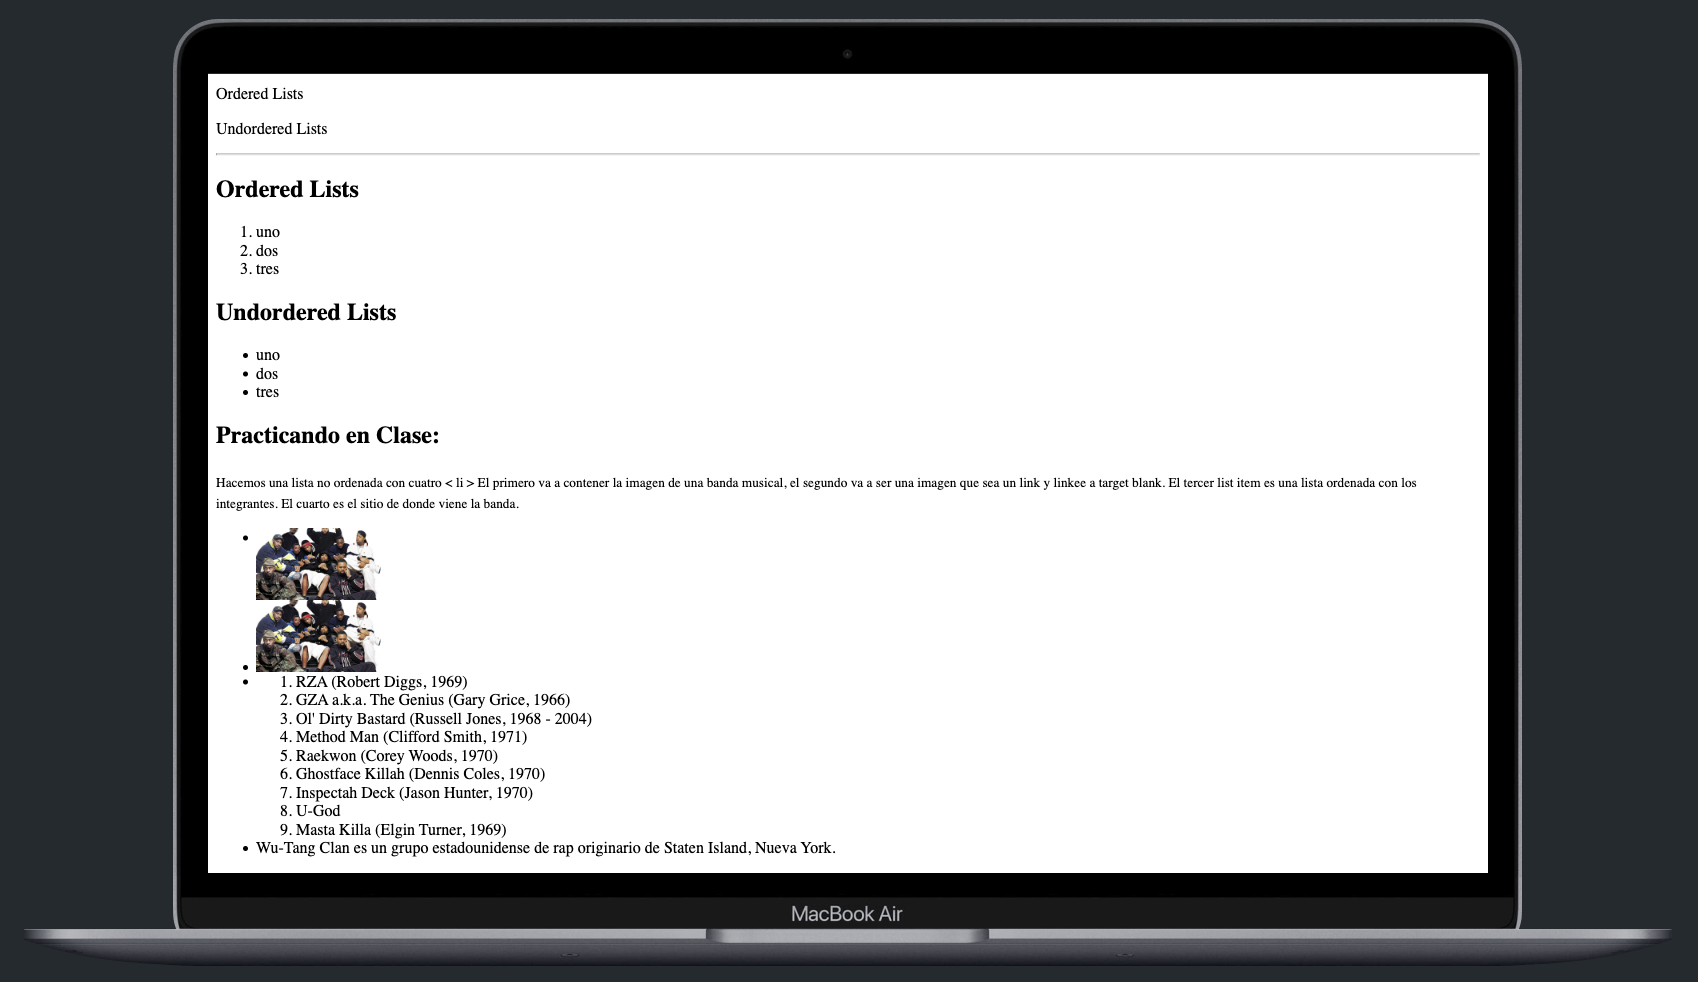 Ordered Lists
Undordered Lists
Ordered Lists
1. uno
2. dos
3. tres
Undordered Lists
• uno
• dos
• tres
Practicando en Clase:
Hacemos una lista no ordenada con cuatro < li > El primero va a contener la imagen de una banda musical, el segundo va a ser una imagen que sea un link y linkee a target blank. El tercer list item es una lista ordenada con los
integrantes. El cuarto es el sitio de donde viene la banda.
1. RZA (Robert Diggs, 1969)
2. GZA a.k.a. The Genius (Gary Grice, 1966)
3. Ol' Dirty Bastard (Russell Jones, 1968 - 2004)
4. Method Man (Clifford Smith, 1971)
5. Raekwon (Corey Woods, 1970)
6. Ghostface Killah (Dennis Coles, 1970)
7. Inspectah Deck (Jason Hunter, 1970)
8. U-God
9. Masta Killa (Elgin Turner, 1969)
• Wu-Tang Clan es un grupo estadounidense de rap originario de Staten Island, Nueva York.
MacBook Air